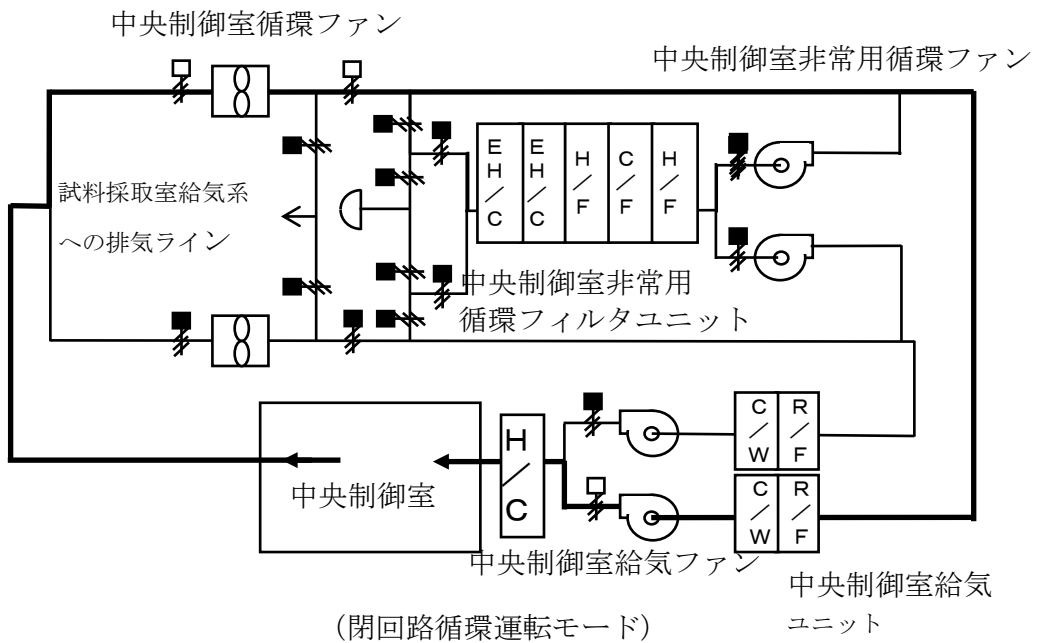 中央制御室循環ファン
中央制御室非常用循環ファン
EH/C
EH/C
H/F
C/F
H/F
試料採取室給気系
への排気ライン
中央制御室非常用
循環フィルタユニット
中央制御室
H/C
C/W
R/F
C/W
R/F
中央制御室給気ファン
中央制御室給気
ユニット
(閉回路循環運転モード)